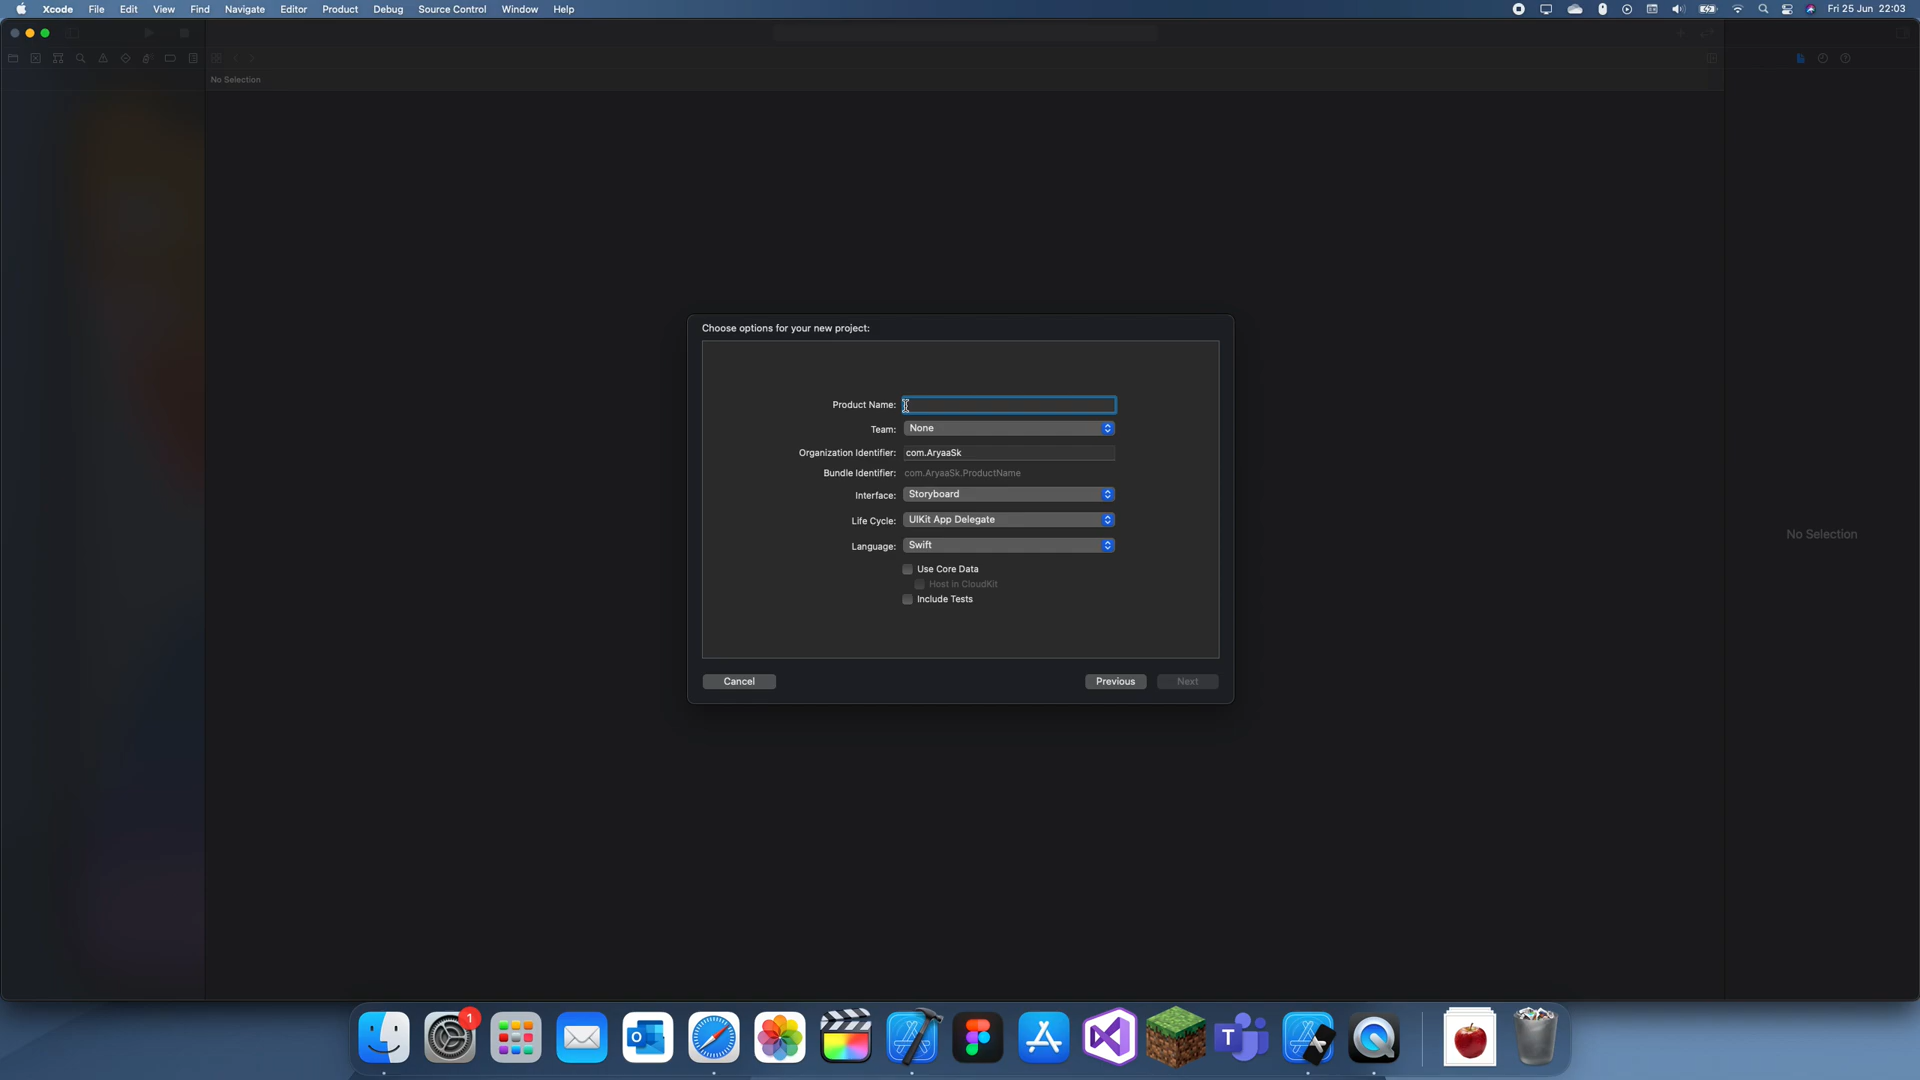 Xcode File Edit View Find Navigate Editor Product Debug Source Control Window Help Fri 25 Jun 22:03
No Selection
Choose options for your new project:
Product Name:
Team: None
Organization Identifier: com.AryaaSk
Bundle Identifier: com.AryaaSk.ProductName
Interface: Storyboard
No Selection
Life Cycle: UIKit App Delegate
Language: Swift
Use Core Data
Host in CloudKit
Include Tests
Cancel Previous Next
1